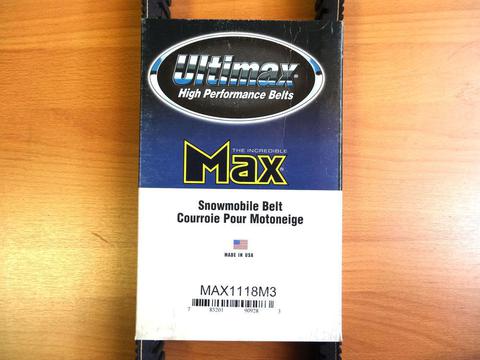 Ultimax®
High Performance Belts
THE INCREDIBLE
Max®
Snowmobile Belt
Courroie Pour Motoneige
MADE IN USA
MAX1118M3
7 83201 90928 3